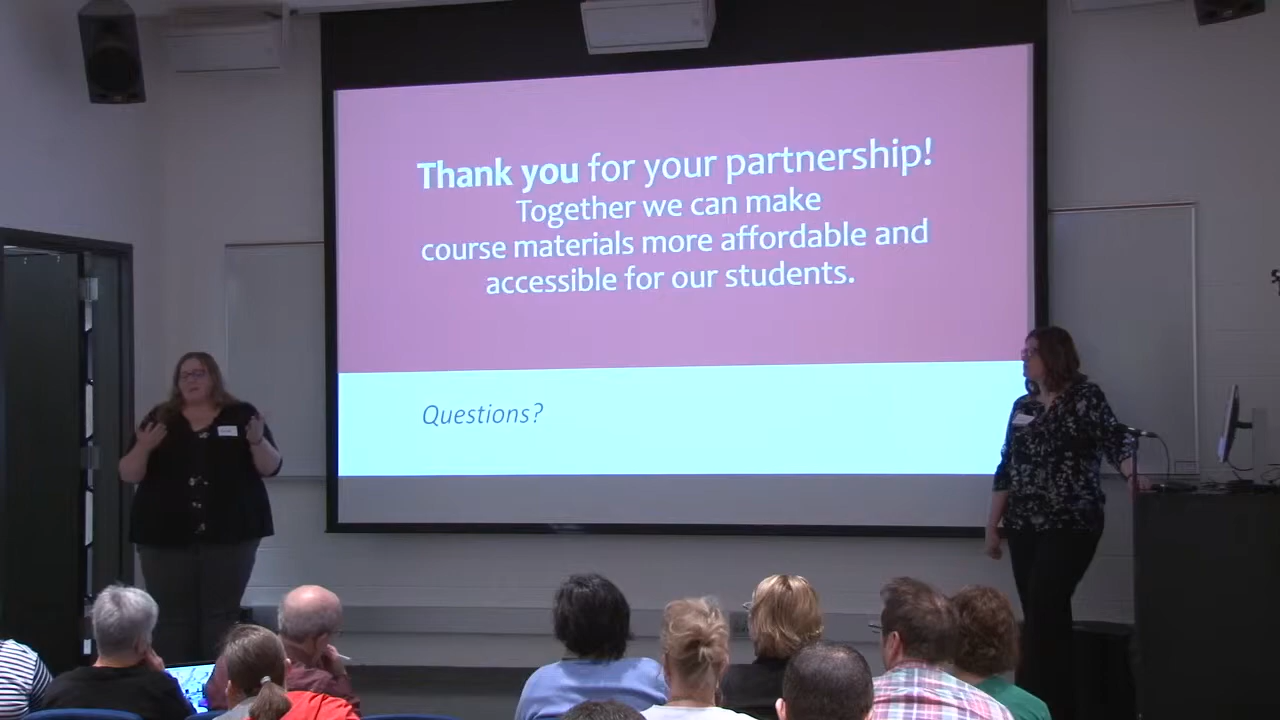 Thank you for your partnership!
Together we can make
course materials more affordable and
accessible for our students.
Questions?